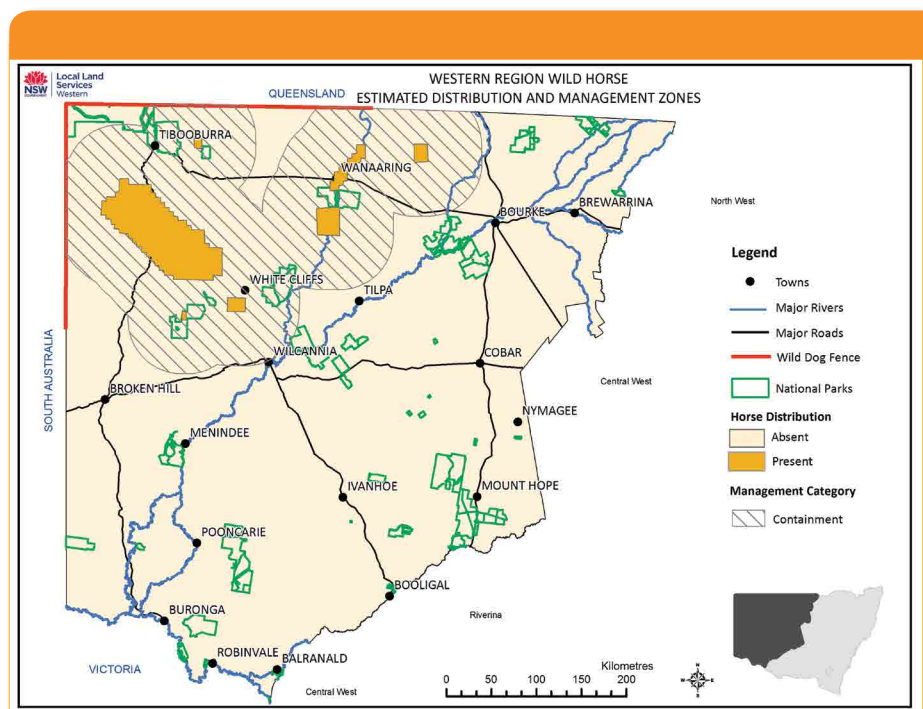 NSW
GOVERNMENT
Local Land
Services
Western
WESTERN REGION WILD HORSE
ESTIMATED DISTRIBUTION AND MANAGEMENT ZONES
QUEENSLAND
TIBOOBURRA
WANAARING
BOURKE
BREWARRINA
North West
WHITE CLIFFS
TILPA
WILCANNIA
COBAR
Central West
SOUTH AUSTRALIA
BROKEN HILL
NYMAGEE
MENINDEE
IVANHOE
MOUNT HOPE
POONCARIE
BOOLIGAL
BURONGA
Riverina
ROBINVALE
BALRANALD
VICTORIA
Central West
Legend
Towns
Major Rivers
Major Roads
Wild Dog Fence
National Parks
Horse Distribution
Absent
Present
Management Category
Containment
Kilometres
0 50 100 150 200
N
W E
S